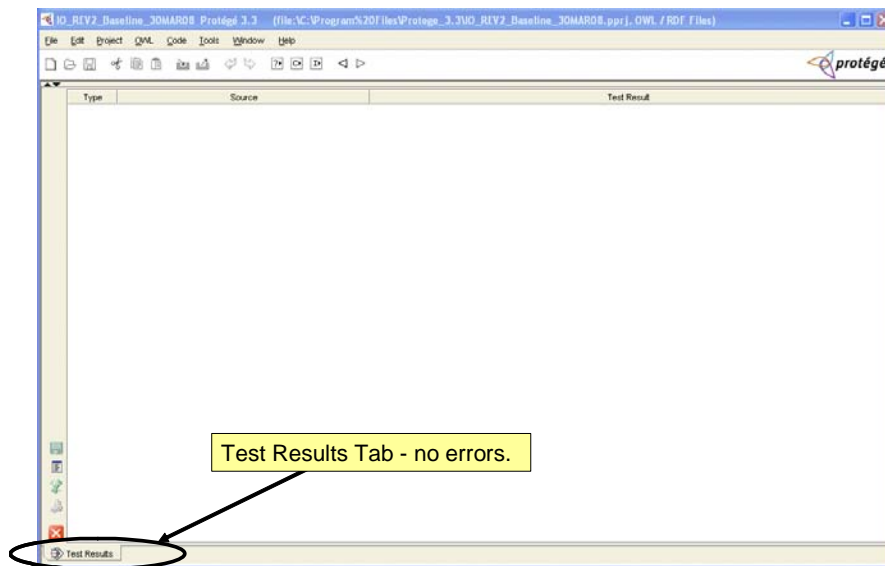 IO_REV2_Baseline_30MAR08 Protégé 3.3 (file:\C:\Program%20Files\Protege_3.3\IO_REV2_Baseline_30MAR08.pprj, OWL / RDF Files)
File Edit Project OWL Code Tools Window Help
protégé
Type Source Test Result
Test Results Tab - no errors.
Test Results